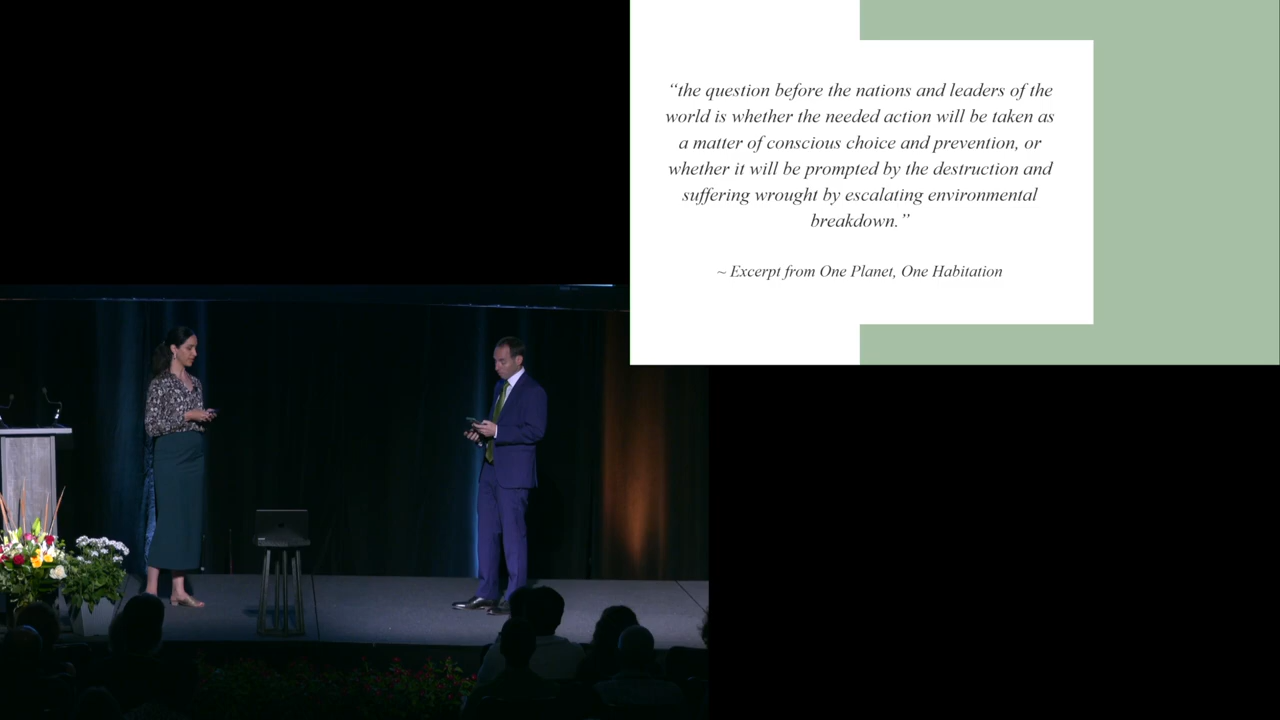 “the question before the nations and leaders of the
world is whether the needed action will be taken as
a matter of conscious choice and prevention, or
whether it will be prompted by the destruction and
suffering wrought by escalating environmental
breakdown.”
~ Excerpt from One Planet, One Habitation